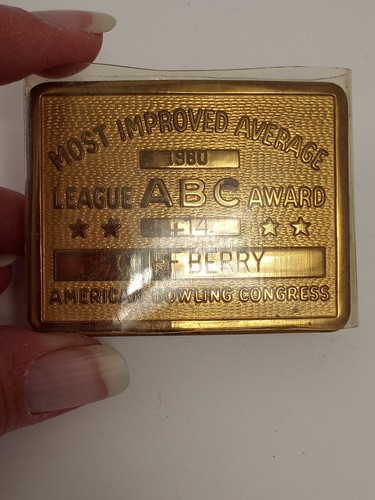 MOST IMPROVED AVERAGE
1980
LEAGUE ABC AWARD
+14
BERRY
AMERICAN BOWLING CONGRESS